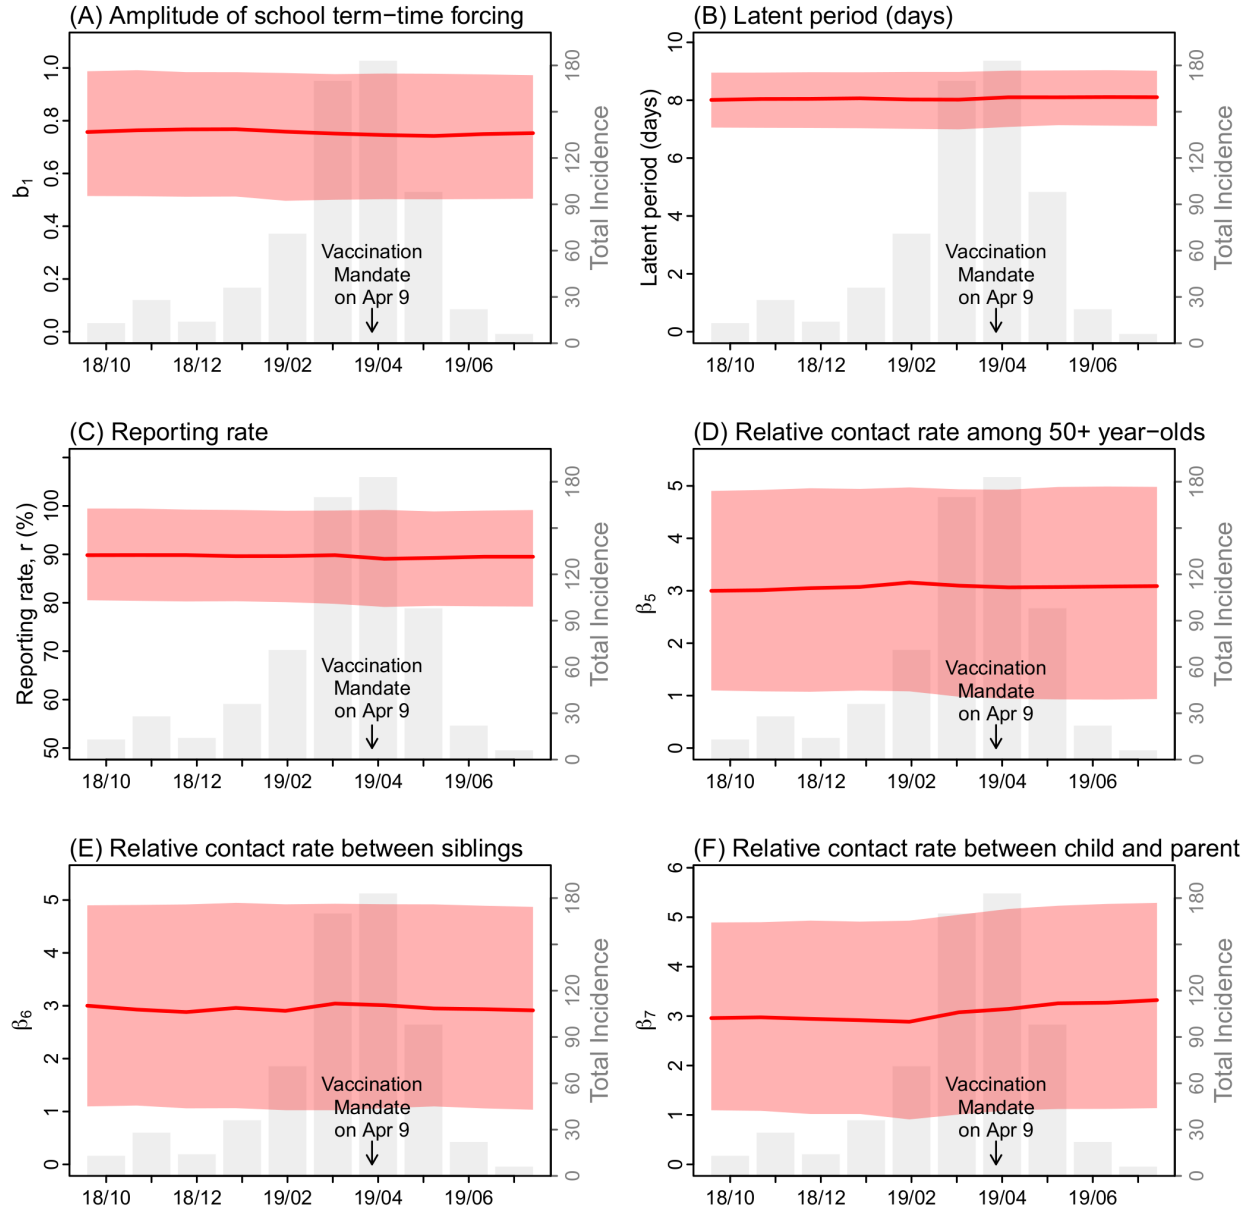 (A) Amplitude of school term−time forcing
b1
0.0 0.2 0.4 0.6 0.8 1.0
Vaccination
Mandate
on Apr 9
0 30 60 90 120 180
Total Incidence
18/10 18/12 19/02 19/04 19/06
(B) Latent period (days)
Latent period (days)
0 2 4 6 8 10
Vaccination
Mandate
on Apr 9
0 30 60 90 120 180
Total Incidence
18/10 18/12 19/02 19/04 19/06
(C) Reporting rate
Reporting rate, r (%)
50 60 70 80 90 100
Vaccination
Mandate
on Apr 9
0 30 60 90 120 180
Total Incidence
18/10 18/12 19/02 19/04 19/06
(D) Relative contact rate among 50+ year−olds
β5
0 1 2 3 4 5
Vaccination
Mandate
on Apr 9
0 30 60 90 120 180
Total Incidence
18/10 18/12 19/02 19/04 19/06
(E) Relative contact rate between siblings
β6
0 1 2 3 4 5
Vaccination
Mandate
on Apr 9
0 30 60 90 120 180
Total Incidence
18/10 18/12 19/02 19/04 19/06
(F) Relative contact rate between child and parent
β7
0 1 2 3 4 5 6
Vaccination
Mandate
on Apr 9
0 30 60 90 120 180
Total Incidence
18/10 18/12 19/02 19/04 19/06